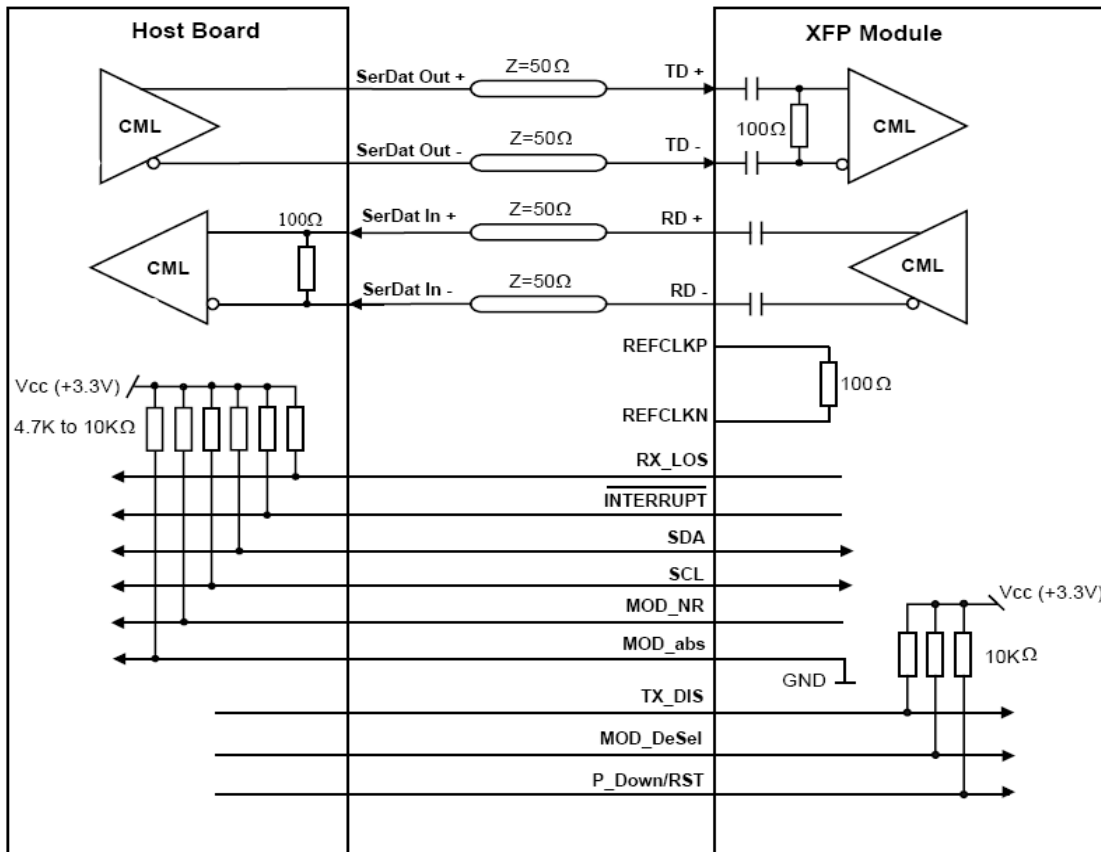 Host Board
XFP Module
CML
SerDat Out +
Z=50Ω
TD +
100Ω
CML
SerDat Out -
Z=50Ω
TD -
100Ω
SerDat In +
Z=50Ω
RD +
CML
CML
SerDat In -
Z=50Ω
RD -
REFCLKP
100Ω
REFCLKN
Vcc (+3.3V)
4.7K to 10KΩ
RX_LOS
INTERRUPT
SDA
SCL
MOD_NR
Vcc (+3.3V)
MOD_abs
10KΩ
GND
TX_DIS
MOD_DeSel
P_Down/RST